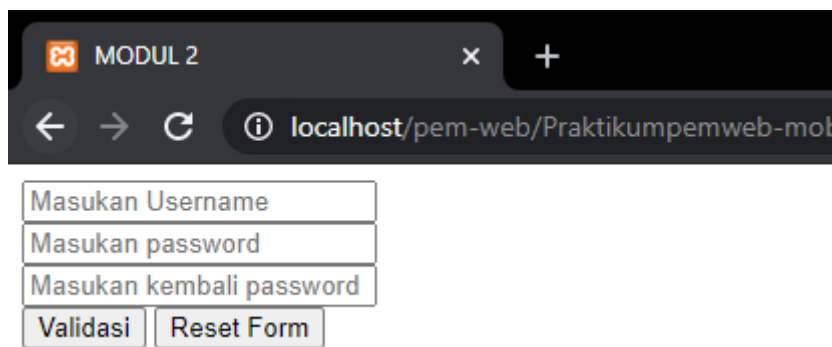 MODUL 2
localhost/pem-web/Praktikumpemweb-mob
Masukan Username
Masukan password
Masukan kembali password
Validasi Reset Form